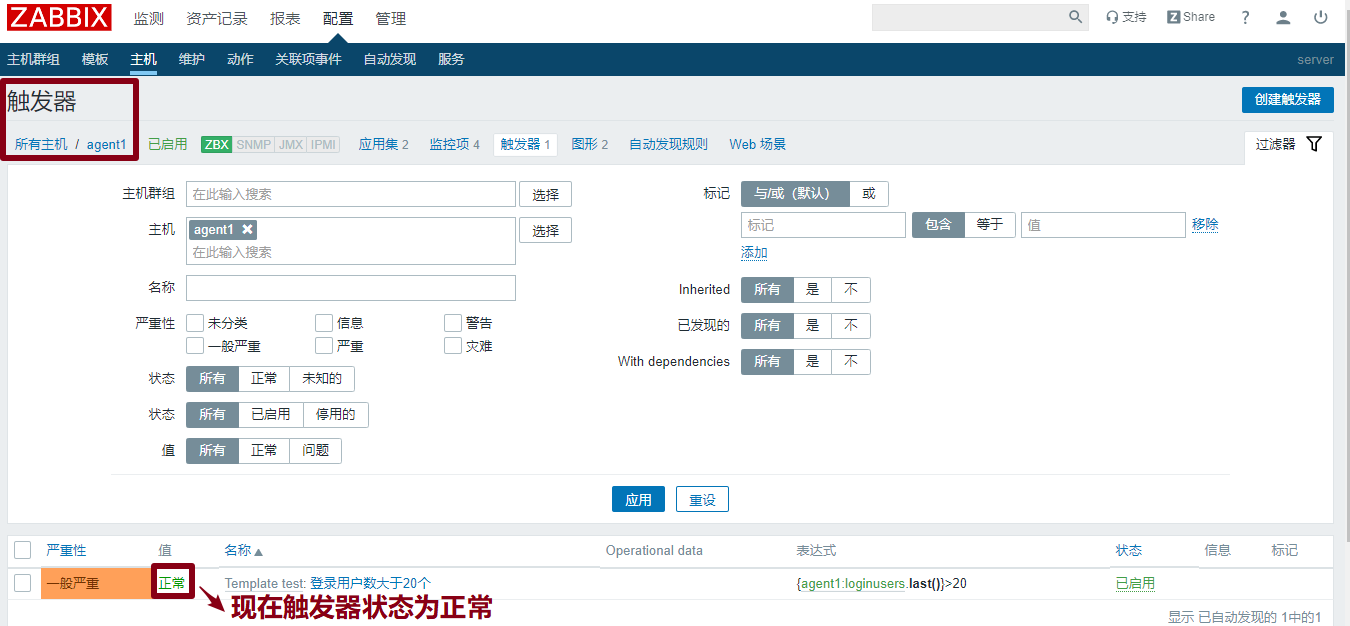 ZABBIX 监测 资产记录 报表 配置 管理 支持 Z Share ?
主机群组 模板 主机 维护 动作 关联项事件 自动发现 服务 server
触发器 创建触发器
所有主机 / agent1 已启用 ZBX SNMP JMX IPMI 应用集 2 监控项 4 触发器 1 图形 2 自动发现规则 Web 场景 过滤器
主机群组 在此输入搜索 选择 标记 与/或（默认） 或
主机 agent1 选择 标记 包含 等于 值 移除
在此输入搜索 添加
名称 Inherited 所有 是 不
严重性 未分类 信息 警告 已发现的 所有 是 不
一般严重 严重 灾难
With dependencies 所有 是 不
状态 所有 正常 未知的
状态 所有 已启用 停用的
值 所有 正常 问题
应用 重设
严重性 值 名称▲ Operational data 表达式 状态 信息 标记
一般严重 正常 Template test: 登录用户数大于20个 {agent1:loginusers.last()}>20 已启用
现在触发器状态为正常
显示 已自动发现的 1中的1